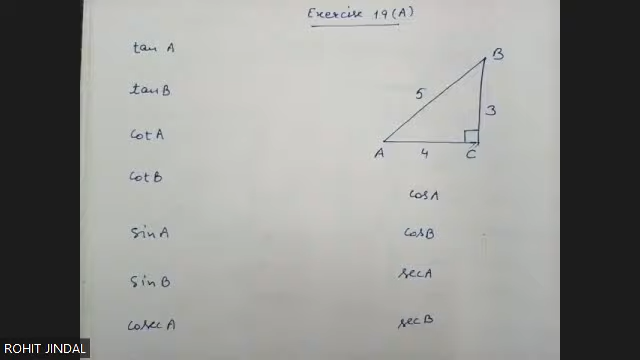 Exercise 19(A)
tan A
tan B
cot A
cot B
sin A
sin B
cosec A
B
5
3
A
4
C
cos A
cos B
sec A
sec B
ROHIT JINDAL